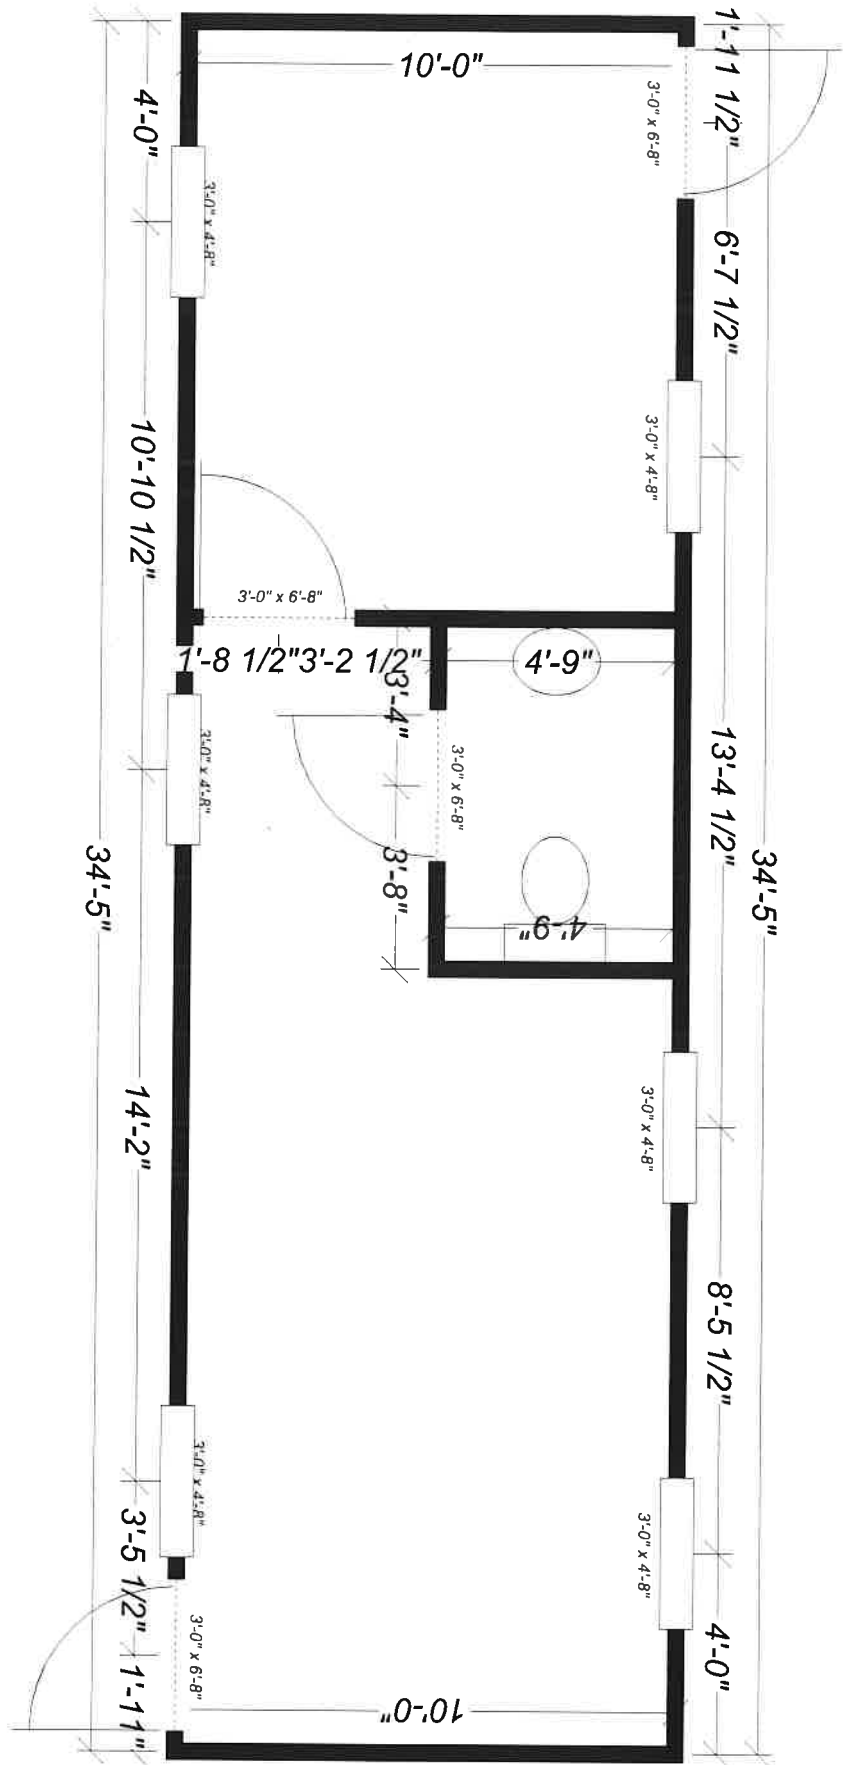 1'-11 1/2"
10'-0"
3'-0" x 6'-8"
4'-0"
3'-0" x 4'-8"
6'-7 1/2"
3'-0" x 4'-8"
10'-10 1/2"
3'-0" x 6'-8"
1'-8 1/2"
3'-2 1/2"
4'-9"
3'-4"
3'-0" x 4'-8"
3'-0" x 6'-8"
13'-4 1/2"
34'-5"
3'-8"
34'-5"
4'-9"
14'-2"
3'-0" x 4'-8"
8'-5 1/2"
3'-0" x 4'-8"
3'-5 1/2"
3'-0" x 4'-8"
3'-0" x 6'-8"
4'-0"
1'-11"
10'-0"